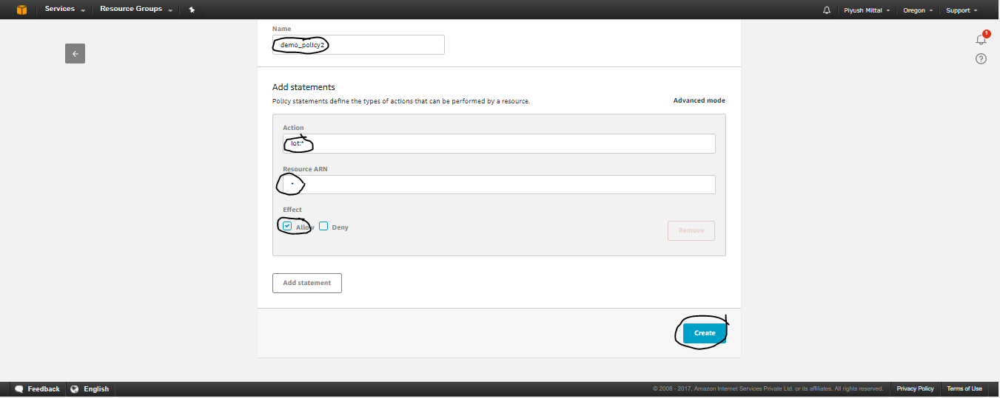 Services Resource Groups Piyush Mittal Oregon Support
Name
demo_policy2
1
Add statements
Policy statements define the types of actions that can be performed by a resource. Advanced mode
Action
iot:*
Resource ARN
*
Effect
Allow Deny Remove
Add statement
Create
Feedback English © 2008 - 2017, Amazon Internet Services Private Ltd. or its affiliates. All rights reserved. Privacy Policy Terms of Use